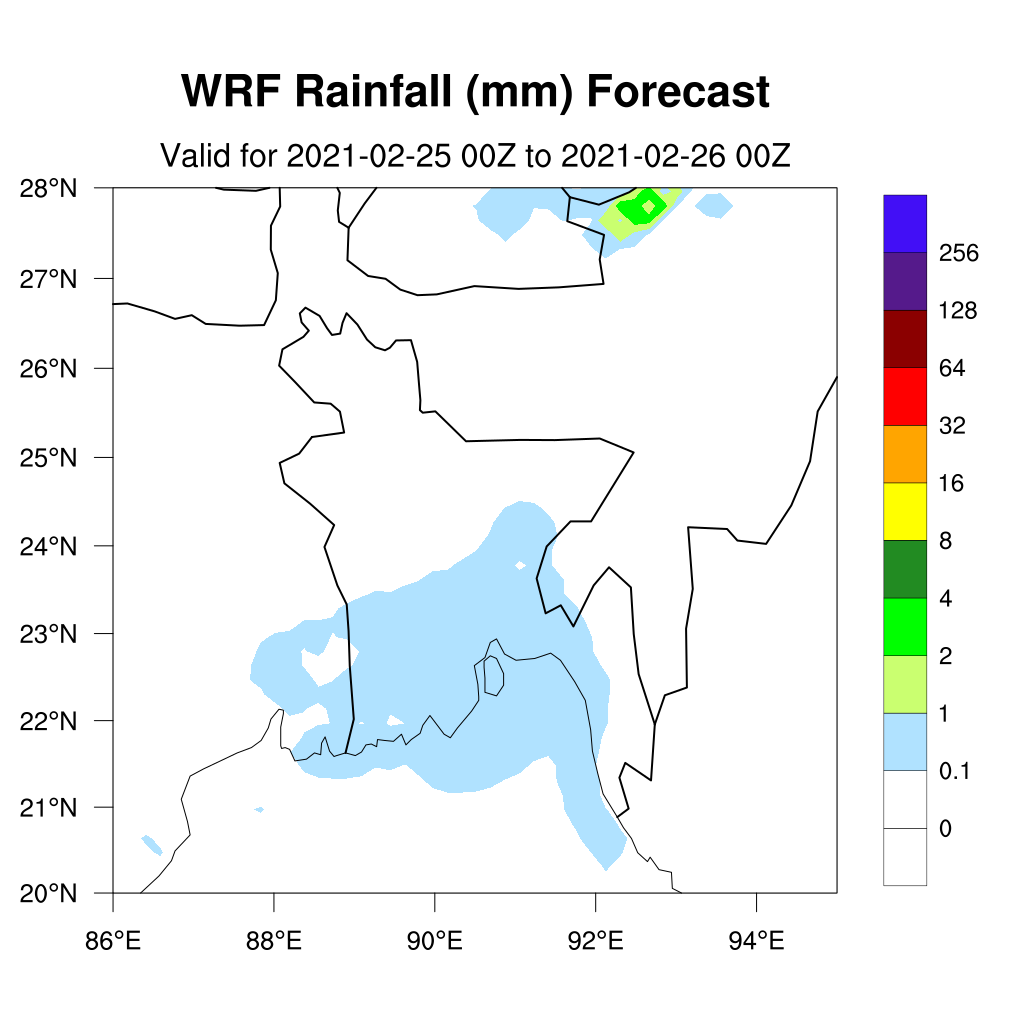 WRF Rainfall (mm) Forecast
Valid for 2021-02-25 00Z to 2021-02-26 00Z
28°N
27°N
26°N
25°N
24°N
23°N
22°N
21°N
20°N
86°E 88°E 90°E 92°E 94°E
256
128
64
32
16
8
4
2
1
0.1
0